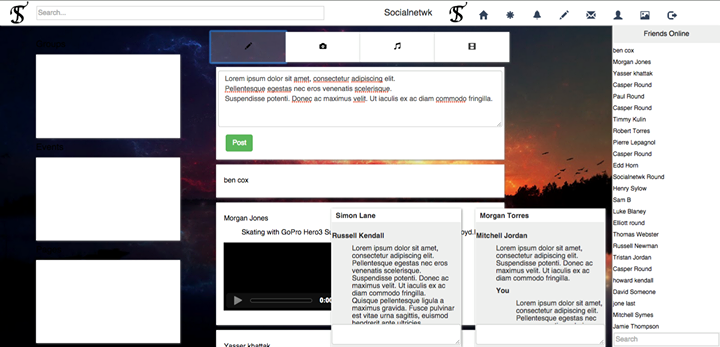 Search
Socialnetwk
Events
Lorem ipsum dolor sit amet, consectetur adipiscing elit.
Pellentesque egestas nec eros venenatis scelerisque.
Suspendisse potenti. Donec ac maximus velit. Ut iaculis ex ac diam commodo fringilla.
Post
ben cox
Morgan Jones
Skating with GoPro Hero3
0:00
Yasser khattak
Simon Lane
Russell Kendall
Lorem ipsum dolor sit amet,
consectetur adipiscing elit.
Pellentesque egestas nec eros
venenatis scelerisque.
Suspendisse potenti. Donec ac
maximus velit. Ut iaculis ex ac
diam commodo fringilla.
Quisque pellentesque ligula a
maximus gravida. Fusce pulvinar
est vitae urna sagittis, euismod
hendrerit ante ultricies
Morgan Torres
Mitchell Jordan
Lorem ipsum dolor sit amet,
consectetur adipiscing elit.
Suspendisse potenti. Donec ac
maximus velit. Ut iaculis ex ac
diam commodo fringilla.
You
Lorem ipsum dolor sit amet,
consectetur adipiscing elit.
Pellentesque egestas nec
Friends Online
ben cox
Morgan Jones
Yasser khattak
Casper Round
Paul Round
Casper Round
Timmy Kulin
Robert Torres
Pierre Lepagnol
Casper Round
Edd Horn
Socialnetwk Round
Henry Sylow
Sam B
Luke Blaney
Elliott round
Thomas Webster
Russell Newman
Tristan Jordan
Casper Round
howard kendall
David Someone
jone last
Mitchell Symes
Jamie Thompson
Search